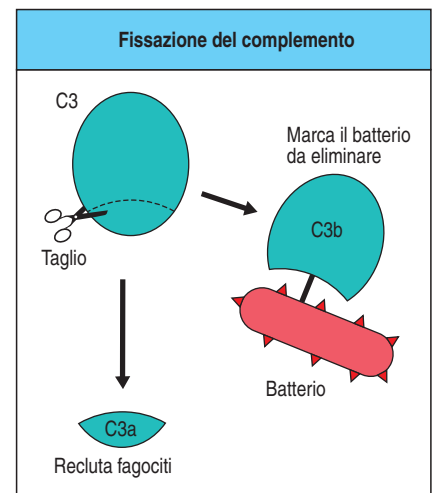 Fissazione del complemento
C3
Taglio
Marca il batterio
da eliminare
C3b
Batterio
C3a
Recluta fagociti